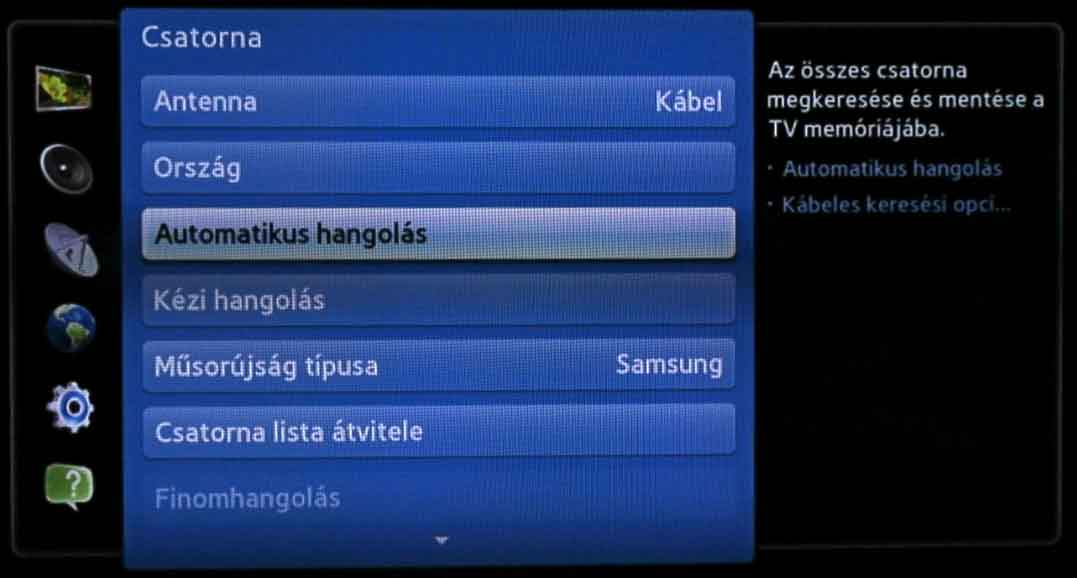 Csatorna
Antenna Kábel
Ország
Automatikus hangolás
Kézi hangolás
Műsorújság típusa Samsung
Csatorna lista átvitele
Finomhangolás
Az összes csatorna
megkeresése és mentése a
TV memóriájába.
· Automatikus hangolás
· Kábeles keresési opci...
?